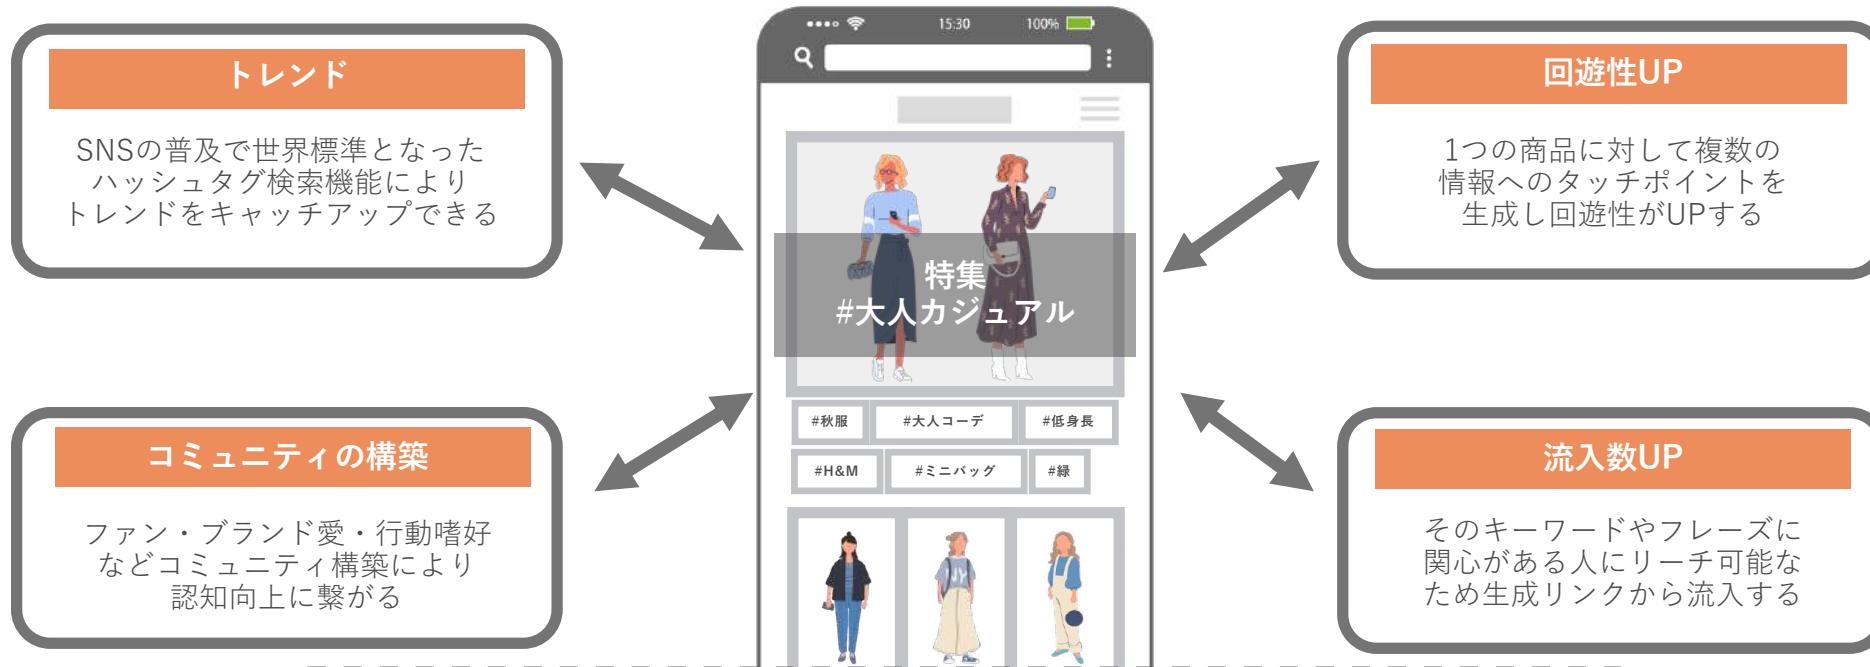 トレンド
SNSの普及で世界標準となった
ハッシュタグ検索機能により
トレンドをキャッチアップできる
コミュニティの構築
ファン・ブランド愛・行動嗜好
などコミュニティ構築により
認知向上に繋がる
15:30
100%
特集
#大人カジュアル
#秋服
#大人コーデ
#低身長
#H&M
#ミニバッグ
#緑
回遊性UP
1つの商品に対して複数の
情報へのタッチポイントを
生成し回遊性がUPする
流入数UP
そのキーワードやフレーズに
関心がある人にリーチ可能な
ため生成リンクから流入する